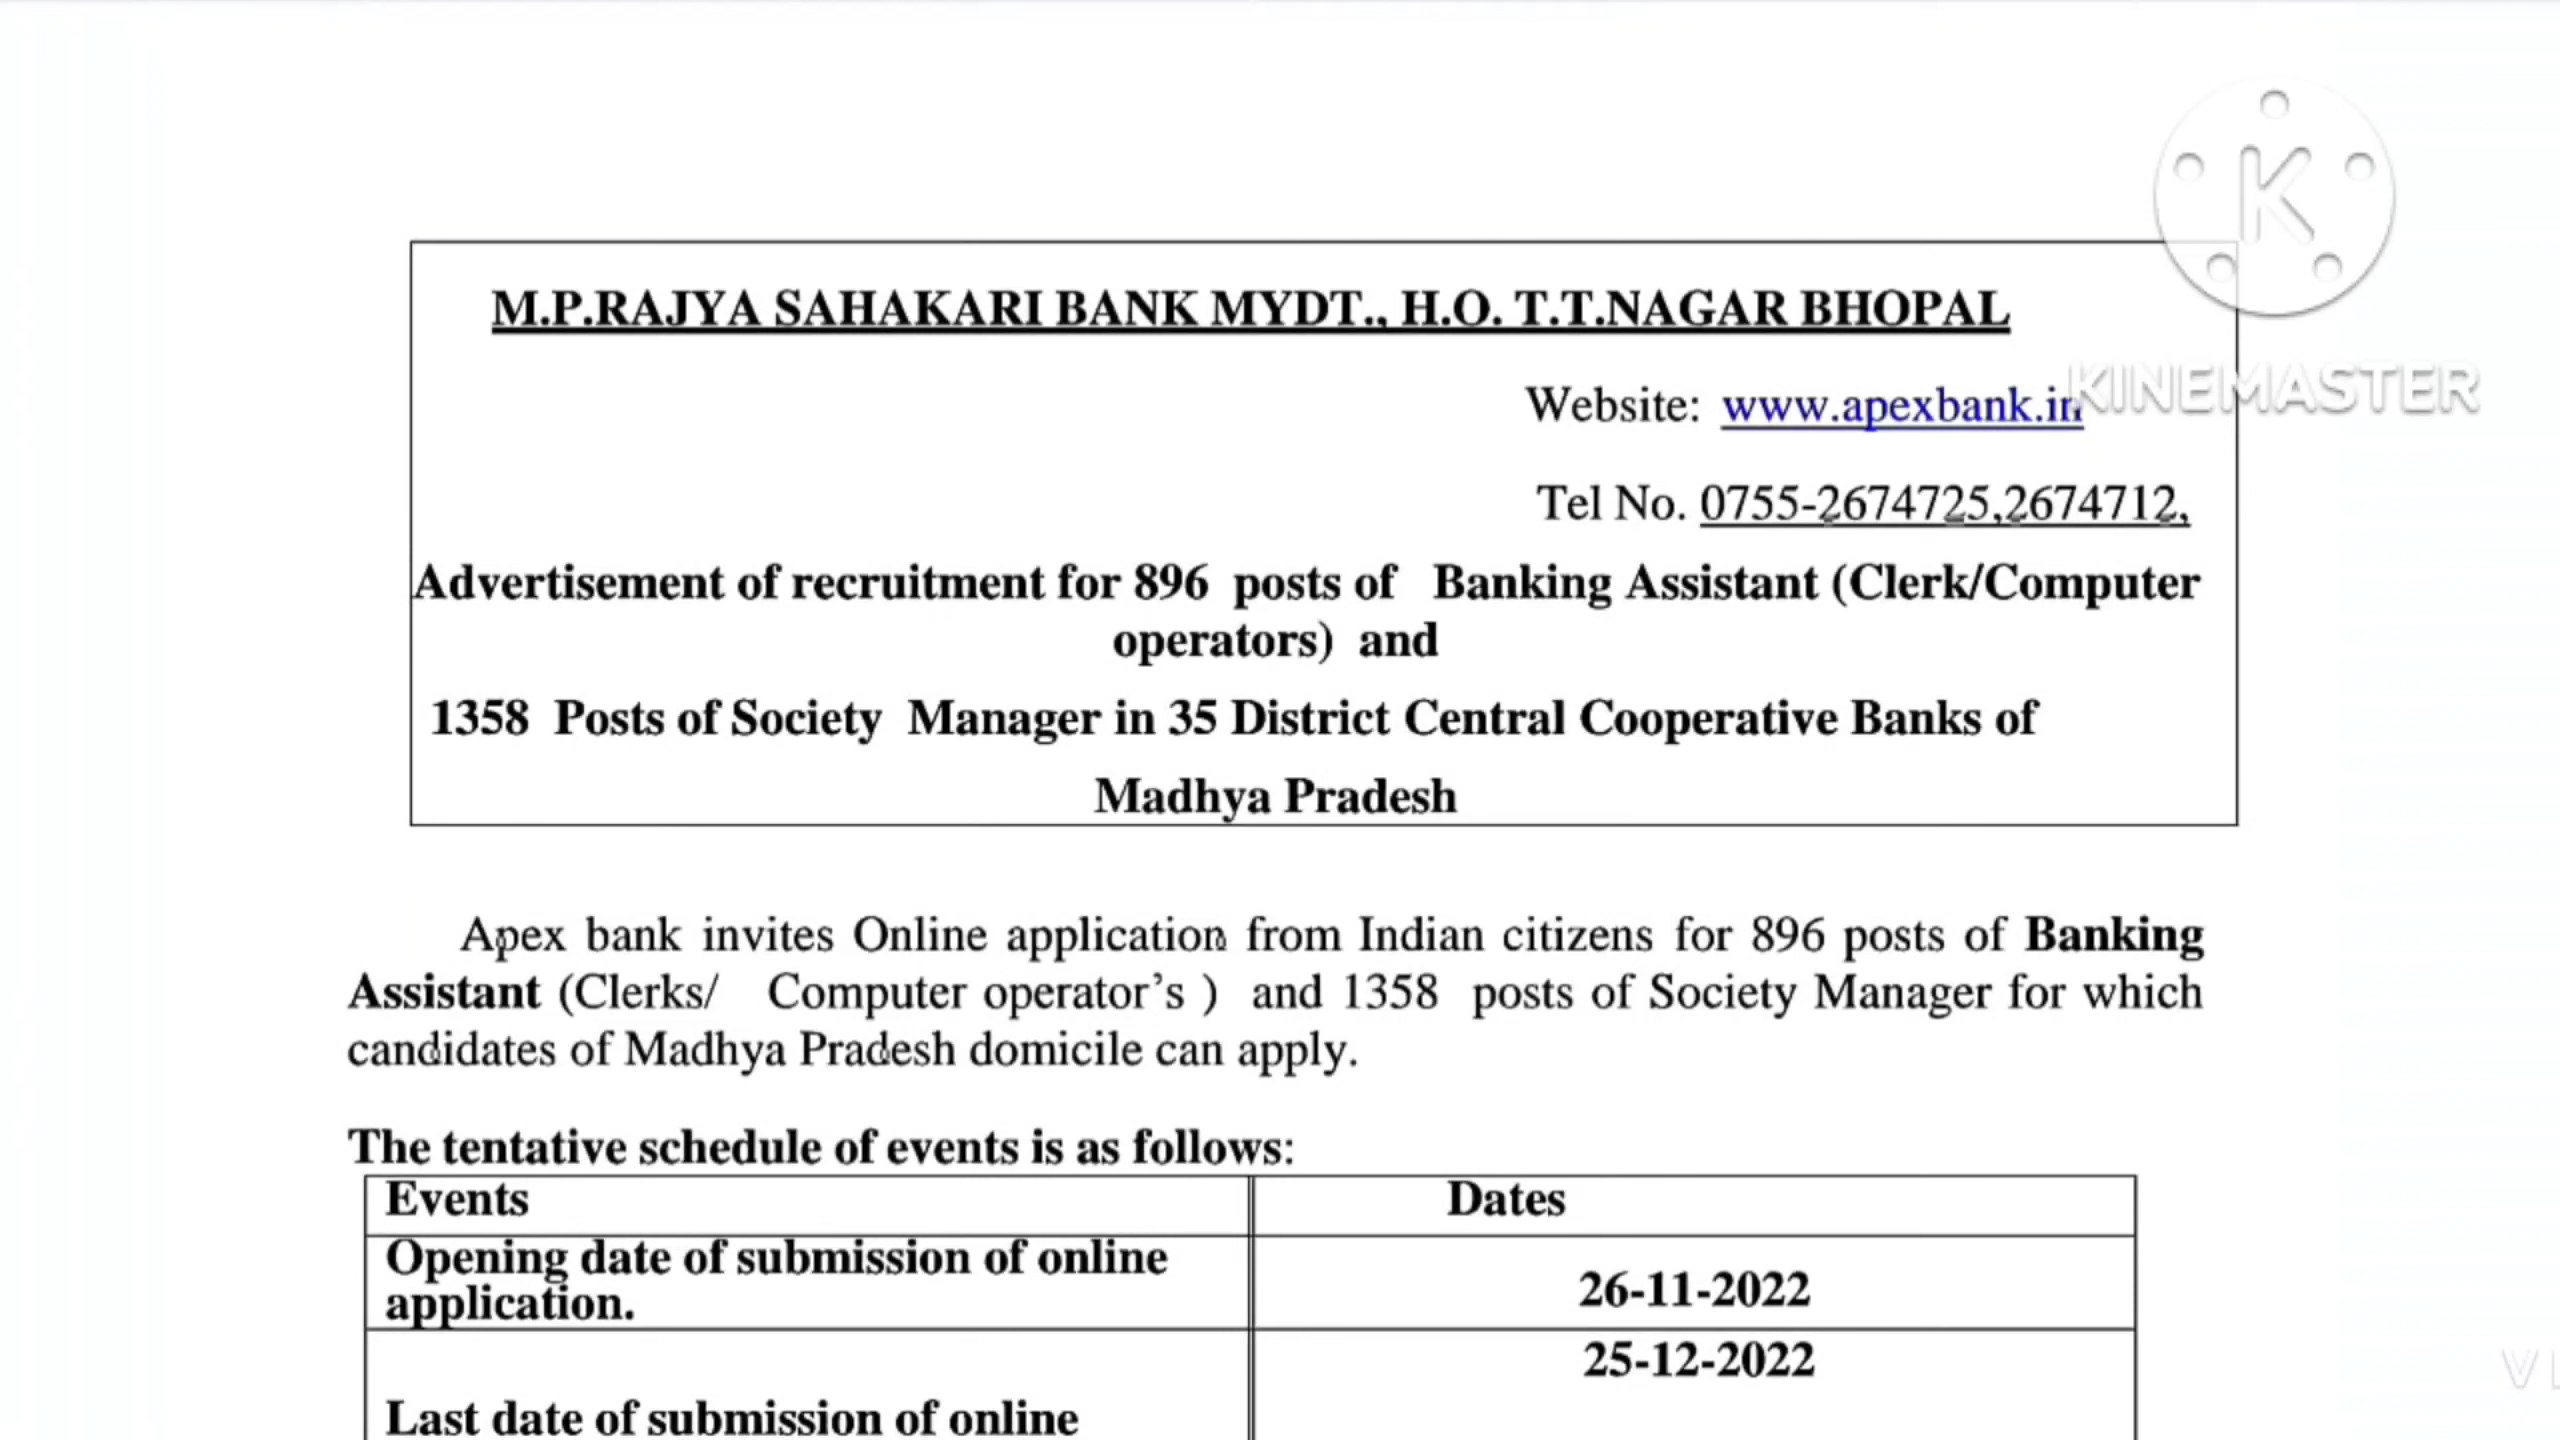 K
KINEMASTER
M.P.RAJYA SAHAKARI BANK MYDT., H.O. T.T.NAGAR BHOPAL
Website: www.apexbank.in
Tel No. 0755-2674725,2674712,
Advertisement of recruitment for 896 posts of Banking Assistant (Clerk/Computer
operators) and
1358 Posts of Society Manager in 35 District Central Cooperative Banks of
Madhya Pradesh
Apex bank invites Online application from Indian citizens for 896 posts of Banking
Assistant (Clerks/ Computer operator's ) and 1358 posts of Society Manager for which
candidates of Madhya Pradesh domicile can apply.
The tentative schedule of events is as follows:
Events Dates
Opening date of submission of online
application.
26-11-2022
25-12-2022
Last date of submission of online